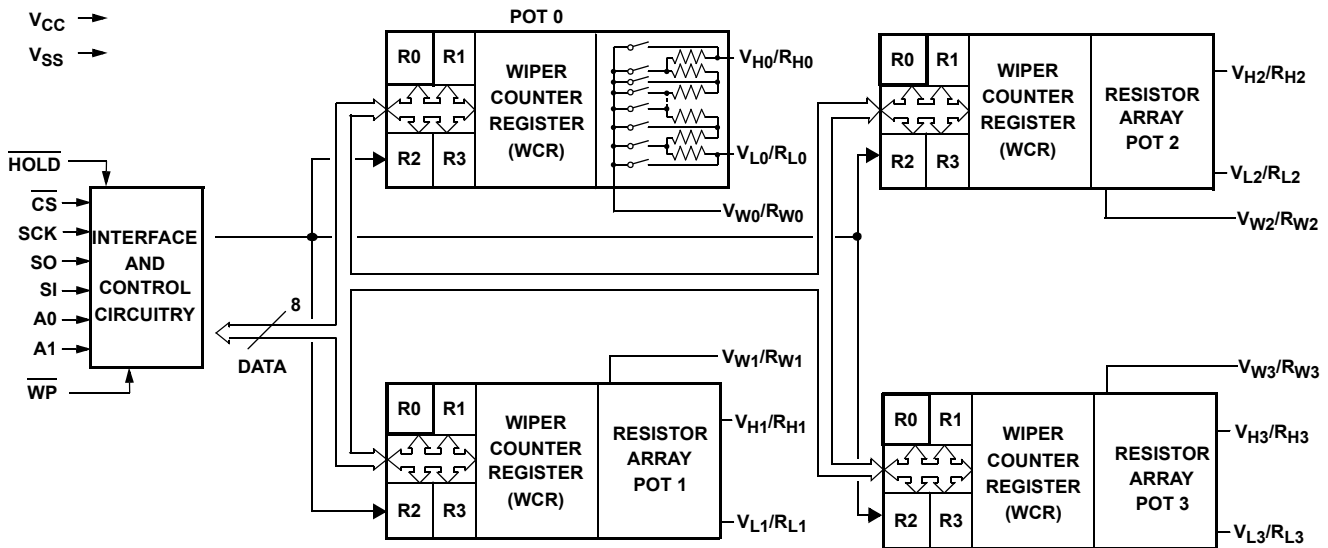 VCC
VSS
HOLD
CS
SCK
SO
SI
A0
A1
WP
INTERFACE
AND
CONTROL
CIRCUITRY
8
DATA
POT 0
R0 R1
R2 R3
WIPER
COUNTER
REGISTER
(WCR)
VH0/RH0
VL0/RL0
VW0/RW0
R0 R1
R2 R3
WIPER
COUNTER
REGISTER
(WCR)
RESISTOR
ARRAY
POT 2
VH2/RH2
VL2/RL2
VW2/RW2
R0 R1
R2 R3
WIPER
COUNTER
REGISTER
(WCR)
RESISTOR
ARRAY
POT 1
VW1/RW1
VH1/RH1
VL1/RL1
R0 R1
R2 R3
WIPER
COUNTER
REGISTER
(WCR)
RESISTOR
ARRAY
POT 3
VW3/RW3
VH3/RH3
VL3/RL3